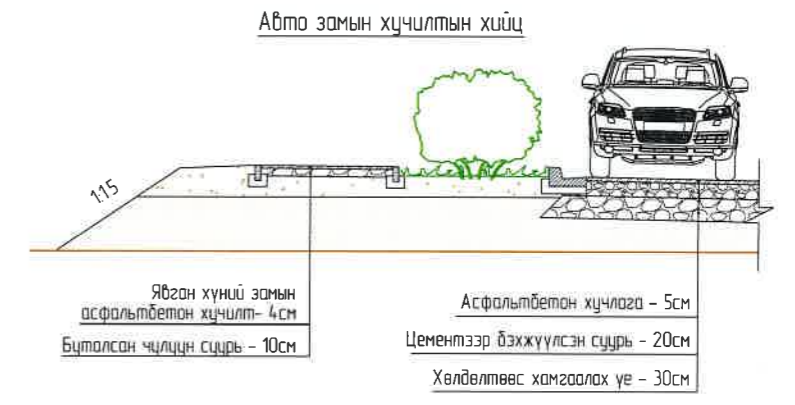 Авто замын хучилтын хийц
1:15
Явган хүний замын
асфальтбетон хучилт- 4см
Буталсан чулуун суурь - 10см
Асфальтбетон хучлага - 5см
Цементээр бэхжүүлсэн суурь - 20см
Хөлдөлтөөс хамгаалах үе - 30см